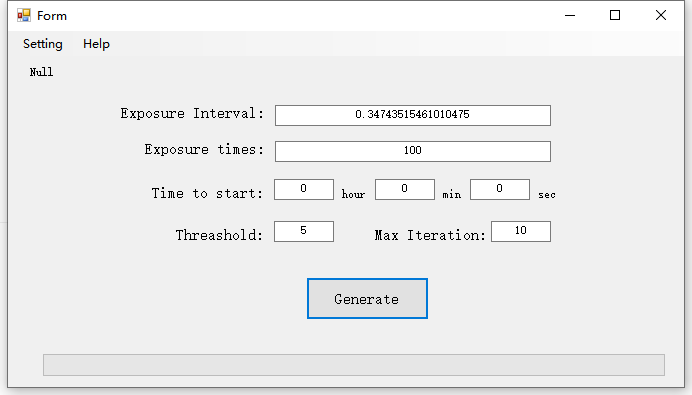 Form
Setting Help
Null
Exposure Interval: 0.34743515461010475
Exposure times: 100
Time to start: 0 hour 0 min 0 sec
Threashold: 5 Max Iteration: 10
Generate